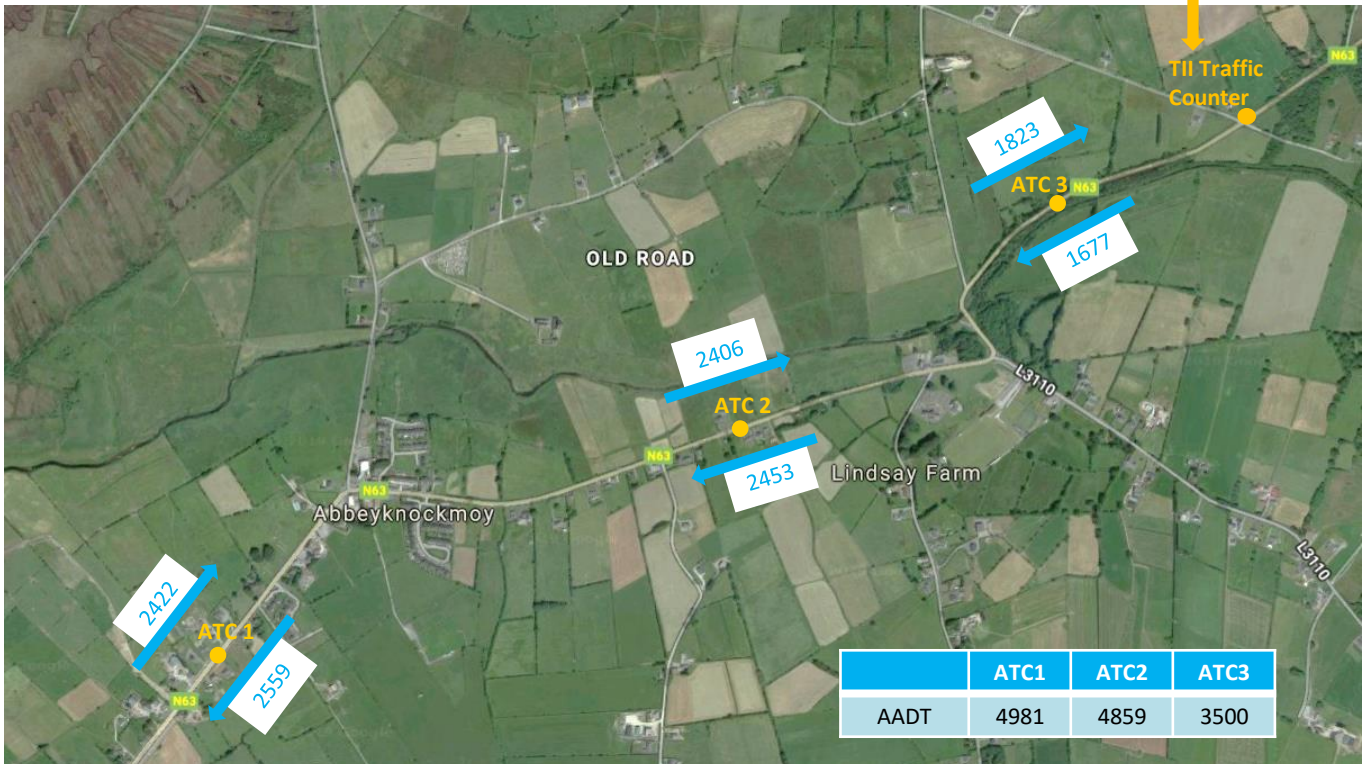 N63
TII Traffic
Counter
1823
ATC 3
N63
1677
OLD ROAD
2406
ATC 2
L3110
N63
2453
Lindsay Farm
N63
Abbeyknockmoy
L3110
2422
ATC 1
2559
N63
ATC1 ATC2 ATC3
AADT 4981 4859 3500